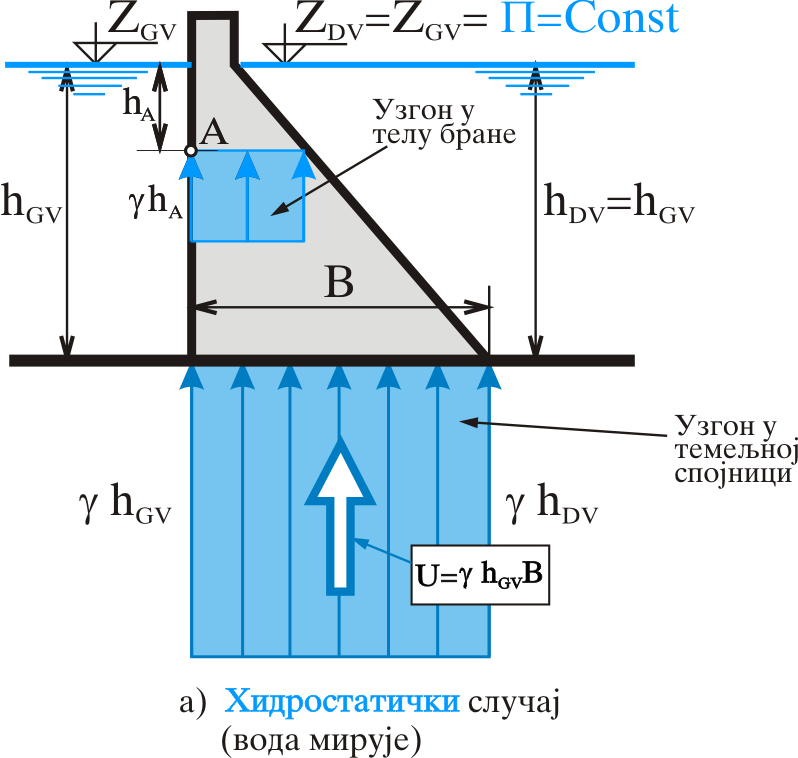 Z_GV Z_DV=Z_GV= Π=Const
h_A
A
Узгон у
телу бране
γh_A
h_GV
h_DV=h_GV
B
Узгон у
темељној
спојници
γ h_GV
γ h_DV
U=γ h_GVB
а) Хидростатички случај
(вода мирује)